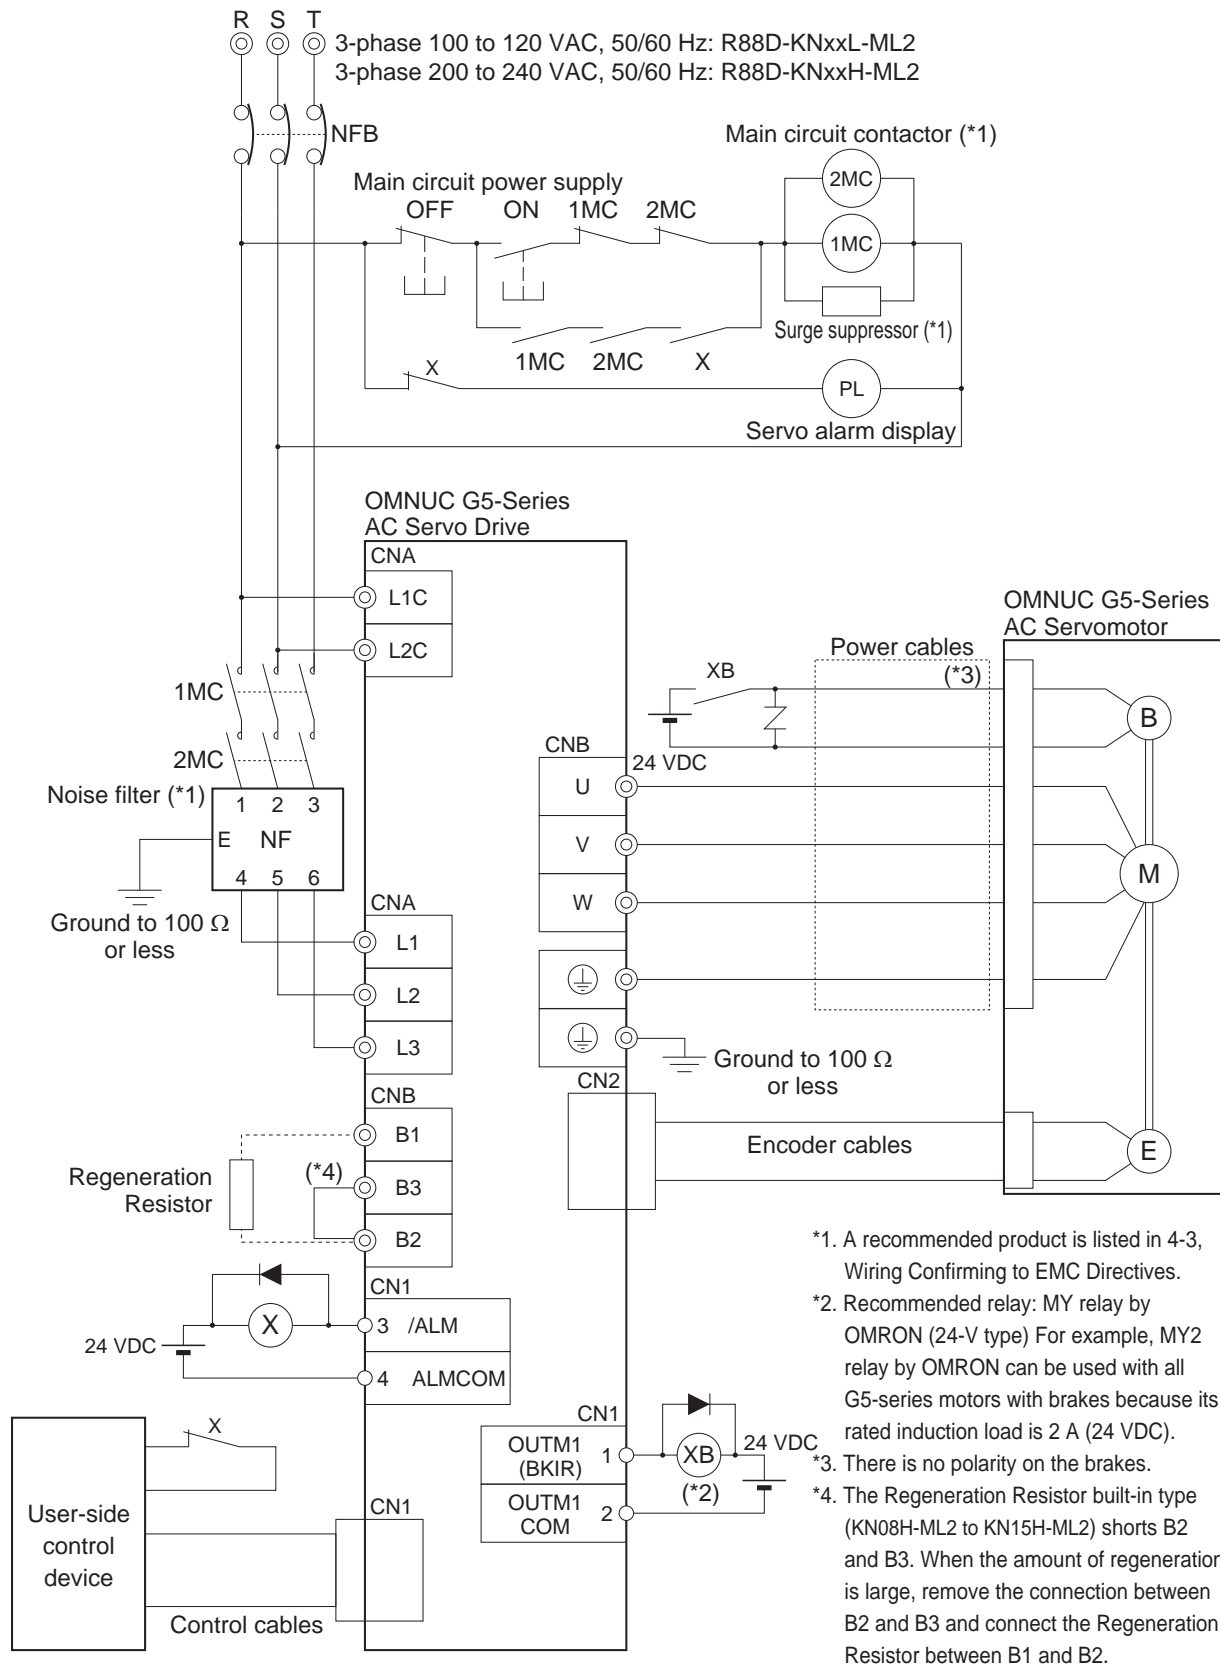 R S T
3-phase 100 to 120 VAC, 50/60 Hz: R88D-KNxxL-ML2
3-phase 200 to 240 VAC, 50/60 Hz: R88D-KNxxH-ML2
NFB
Main circuit contactor (*1)
2MC
Main circuit power supply
OFF ON 1MC 2MC
1MC
Surge suppressor (*1)
1MC 2MC X
X
PL
Servo alarm display
OMNUC G5-Series
AC Servo Drive
CNA
L1C
L2C
OMNUC G5-Series
AC Servomotor
Power cables
(*3)
XB
1MC
B
2MC
CNB
24 VDC
Noise filter (*1)
1 2 3
E NF
4 5 6
U
V
W
M
Ground to 100 Ω
or less
CNA
L1
L2
L3
Ground to 100 Ω
or less
CN2
CNB
B1
Encoder cables
E
Regeneration
Resistor
(*4)
B3
B2
CN1
X
3 /ALM
24 VDC
4 ALMCOM
*1. A recommended product is listed in 4-3,
Wiring Confirming to EMC Directives.
*2. Recommended relay: MY relay by
OMRON (24-V type) For example, MY2
relay by OMRON can be used with all
G5-series motors with brakes because its
rated induction load is 2 A (24 VDC).
*3. There is no polarity on the brakes.
*4. The Regeneration Resistor built-in type
(KN08H-ML2 to KN15H-ML2) shorts B2
and B3. When the amount of regeneration
is large, remove the connection between
B2 and B3 and connect the Regeneration
Resistor between B1 and B2.
CN1
OUTM1
(BKIR)
1
XB
24 VDC
(*2)
OUTM1
COM
2
X
User-side
control
device
CN1
Control cables